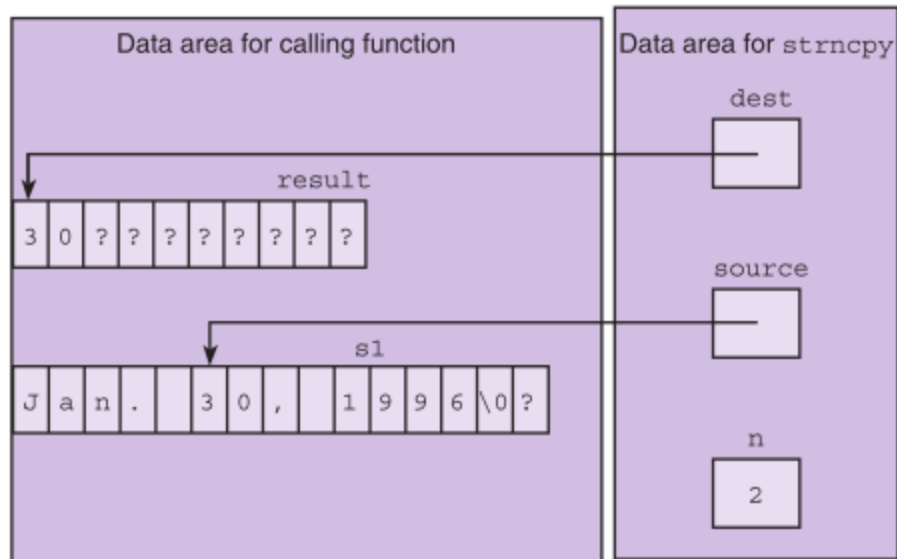 Data area for calling function
Data area for strncpy
dest
result
3 0 ? ? ? ? ? ? ? ?
source
s1
J a n . 3 0 , 1 9 9 6 \0 ?
n
2